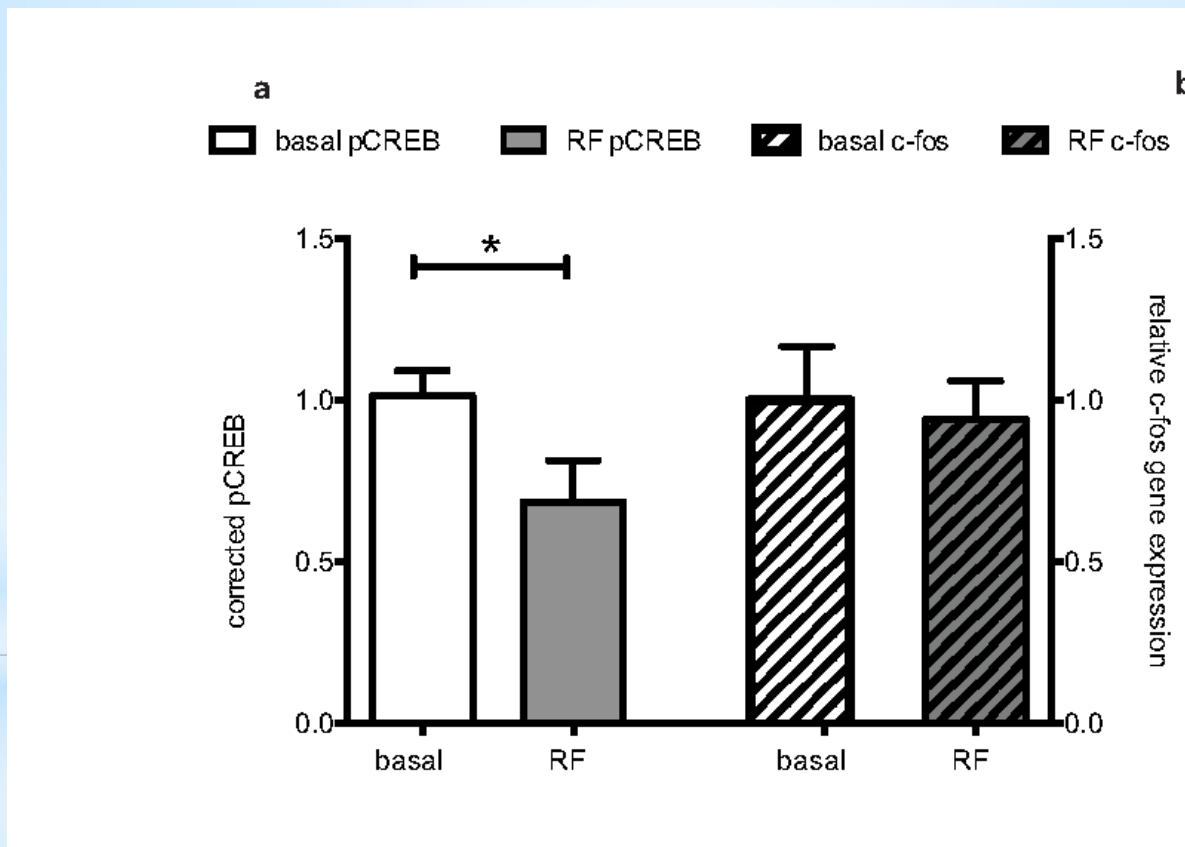 a
b
basal pCREB RF pCREB basal c-fos RF c-fos
1.5 * 1.5
1.0 1.0
0.5 0.5
0.0 0.0
corrected pCREB
relative c-fos gene expression
basal RF basal RF